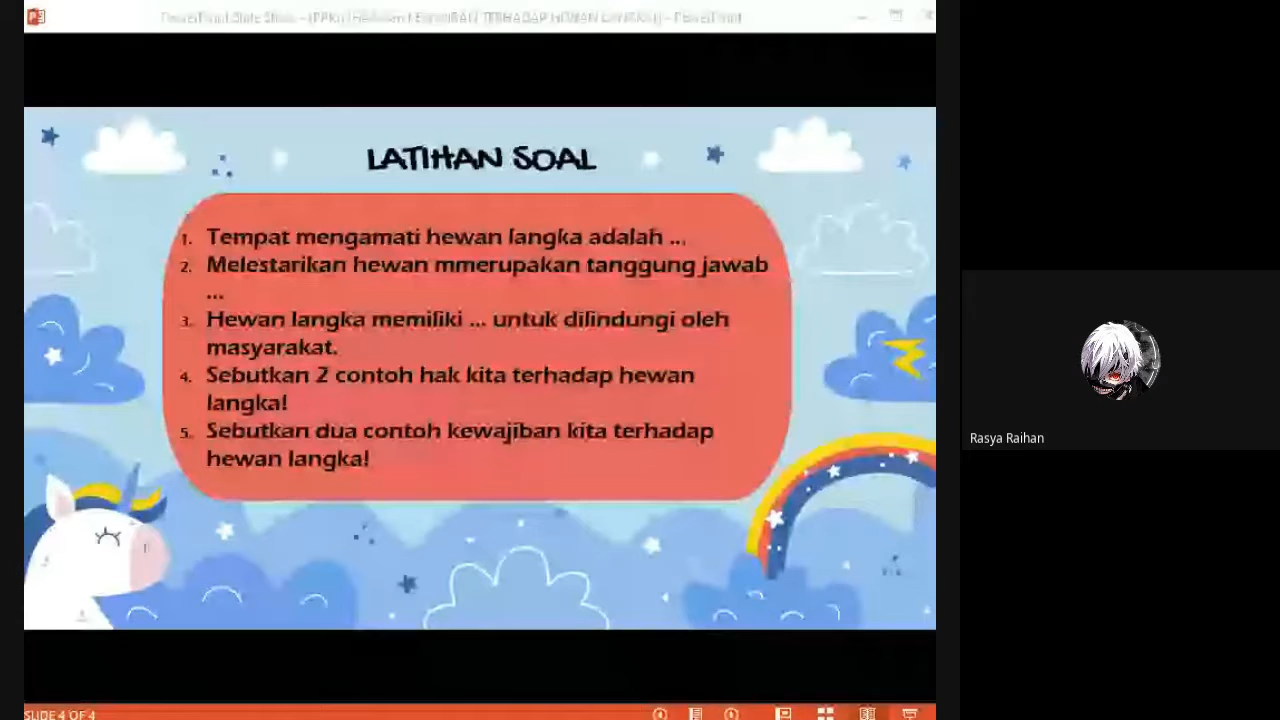 LATIHAN SOAL
1. Tempat mengamati hewan langka adalah ...
2. Melestarikan hewan mmerupakan tanggung jawab
...
3. Hewan langka memiliki ... untuk dilindungi oleh
masyarakat.
4. Sebutkan 2 contoh hak kita terhadap hewan
langka!
5. Sebutkan dua contoh kewajiban kita terhadap
hewan langka!
Rasya Raihan
SLIDE 4 OF 4